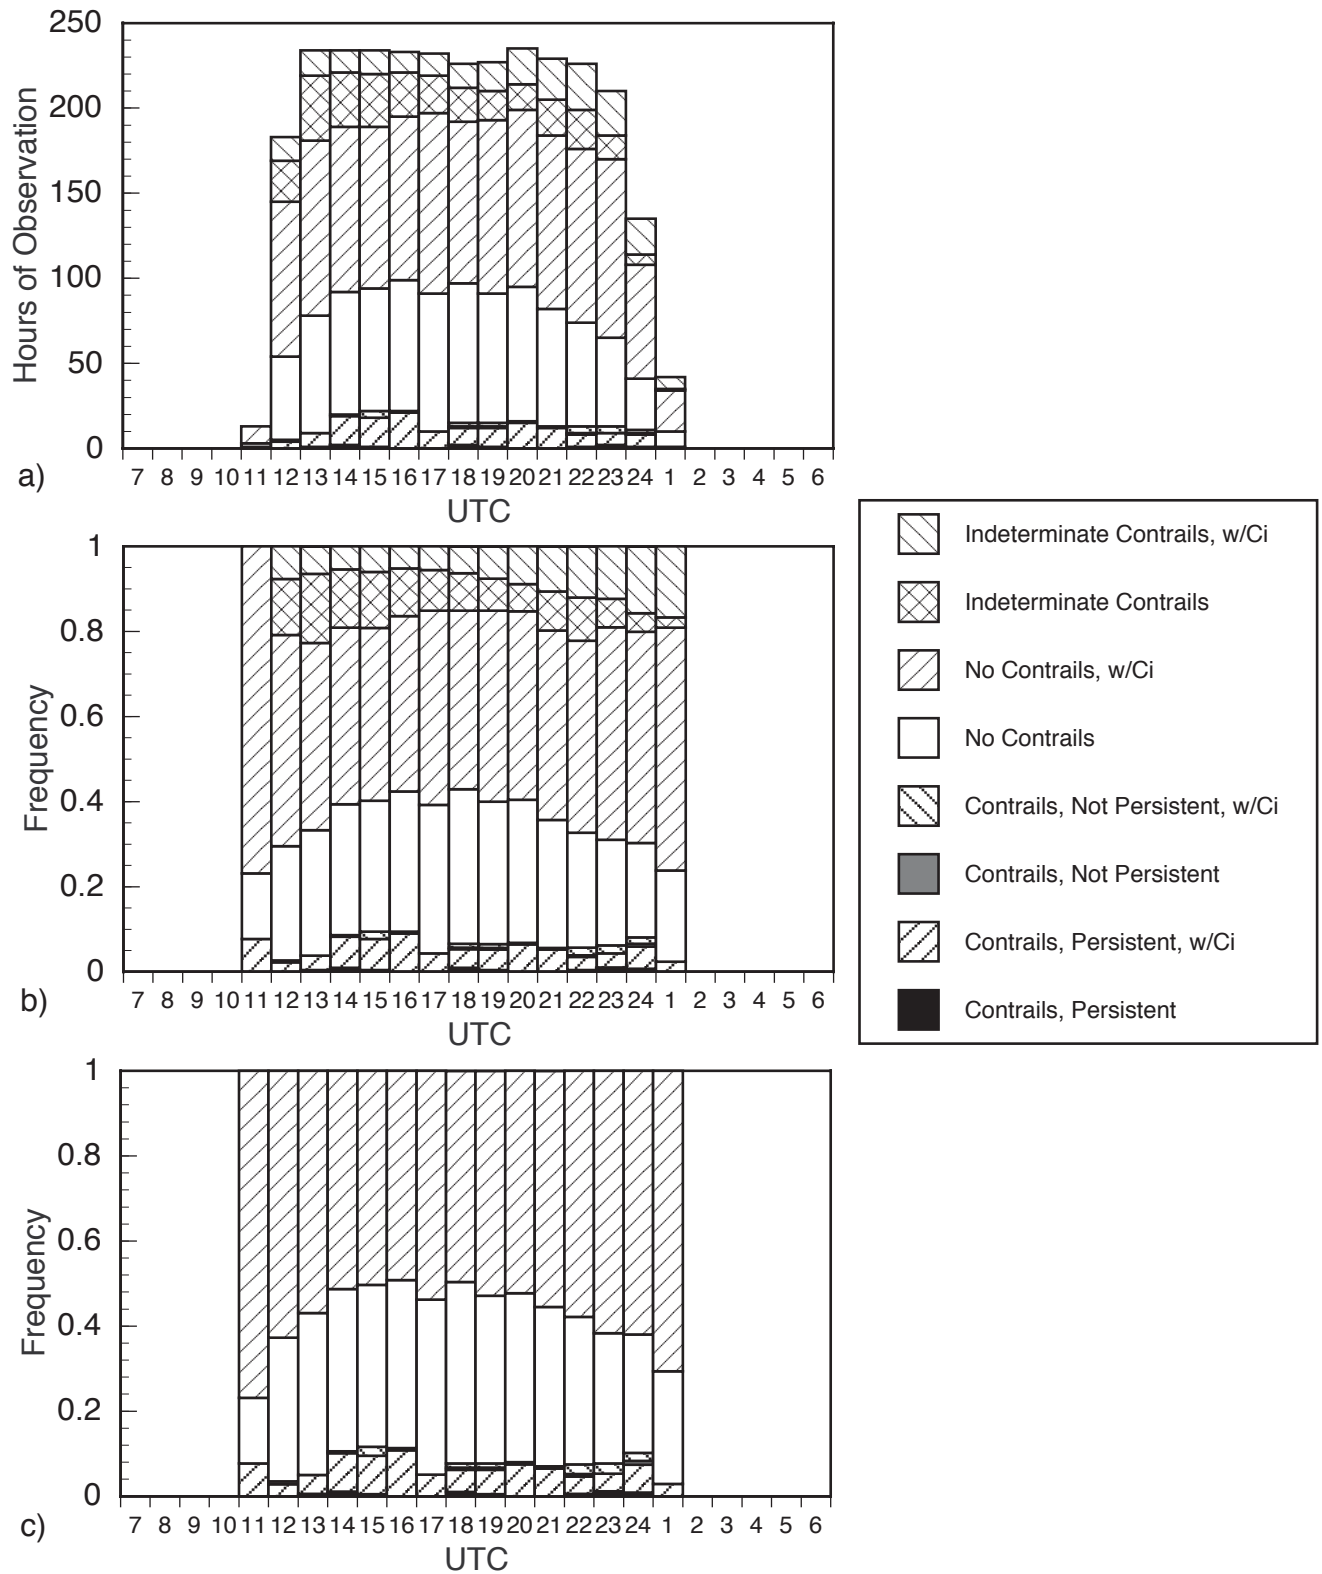 250
200
150
100
50
0
Hours of Observation
a)
7 8 9 10 11 12 13 14 15 16 17 18 19 20 21 22 23 24 1 2 3 4 5 6
UTC
1
0.8
0.6
0.4
0.2
0
Frequency
b)
7 8 9 10 11 12 13 14 15 16 17 18 19 20 21 22 23 24 1 2 3 4 5 6
UTC
Indeterminate Contrails, w/Ci
Indeterminate Contrails
No Contrails, w/Ci
No Contrails
Contrails, Not Persistent, w/Ci
Contrails, Not Persistent
Contrails, Persistent, w/Ci
Contrails, Persistent
1
0.8
0.6
0.4
0.2
0
Frequency
c)
7 8 9 10 11 12 13 14 15 16 17 18 19 20 21 22 23 24 1 2 3 4 5 6
UTC